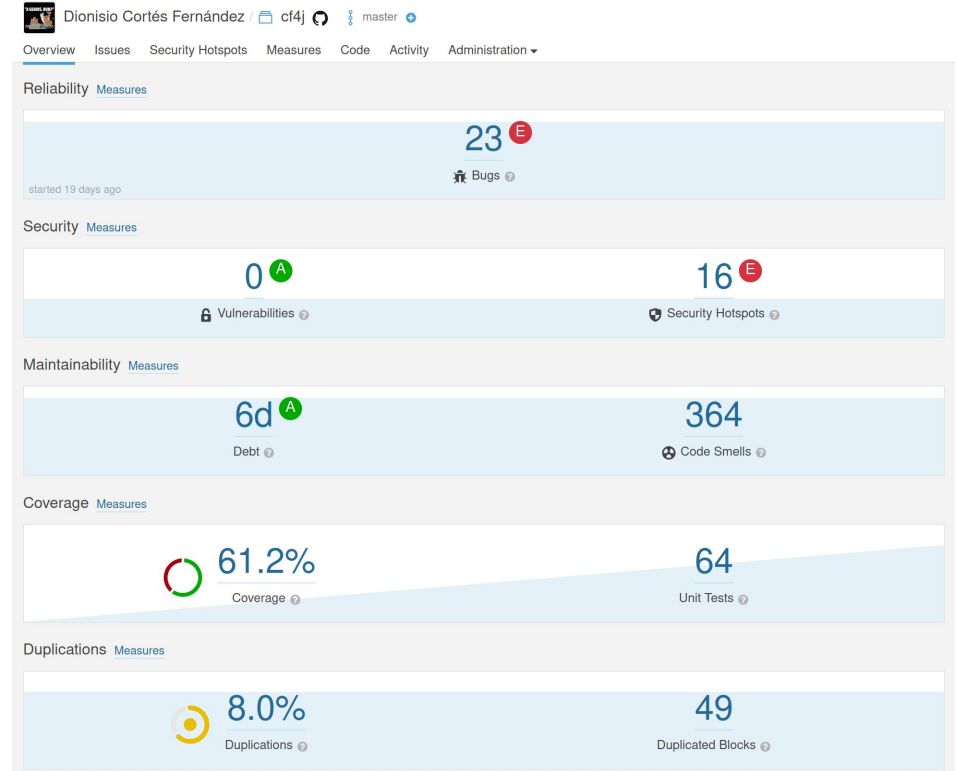 Dionisio Cortés Fernández / cf4j master
Overview Issues Security Hotspots Measures Code Activity Administration
Reliability Measures
23 E
Bugs ?
started 19 days ago
Security Measures
0 A 16 E
Vulnerabilities ? Security Hotspots ?
Maintainability Measures
6d A 364
Debt ? Code Smells ?
Coverage Measures
61.2% 64
Coverage ? Unit Tests ?
Duplications Measures
8.0% 49
Duplications ? Duplicated Blocks ?